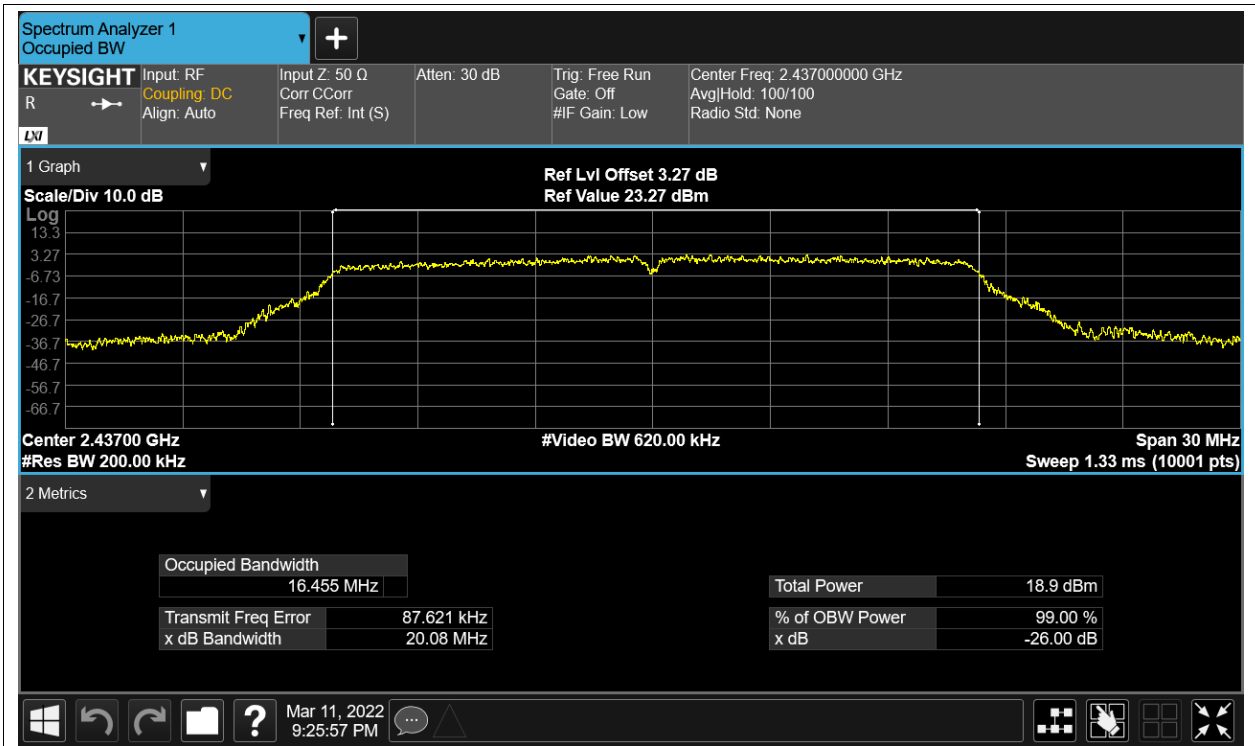 Spectrum Analyzer 1
Occupied BW
KEYSIGHT
R
LXI
Input: RF
Coupling: DC
Align: Auto
Input Z: 50 Ω
Corr CCorr
Freq Ref: Int (S)
Atten: 30 dB
Trig: Free Run
Gate: Off
#IF Gain: Low
Center Freq: 2.437000000 GHz
Avg|Hold: 100/100
Radio Std: None
1 Graph
Scale/Div 10.0 dB
Ref Lvl Offset 3.27 dB
Ref Value 23.27 dBm
Log
13.3
3.27
-6.73
-16.7
-26.7
-36.7
-46.7
-56.7
-66.7
Center 2.43700 GHz
#Video BW 620.00 kHz
Span 30 MHz
#Res BW 200.00 kHz
Sweep 1.33 ms (10001 pts)
2 Metrics
Occupied Bandwidth
16.455 MHz
Total Power 18.9 dBm
Transmit Freq Error 87.621 kHz
% of OBW Power 99.00 %
x dB Bandwidth 20.08 MHz
x dB -26.00 dB
?
Mar 11, 2022
9:25:57 PM